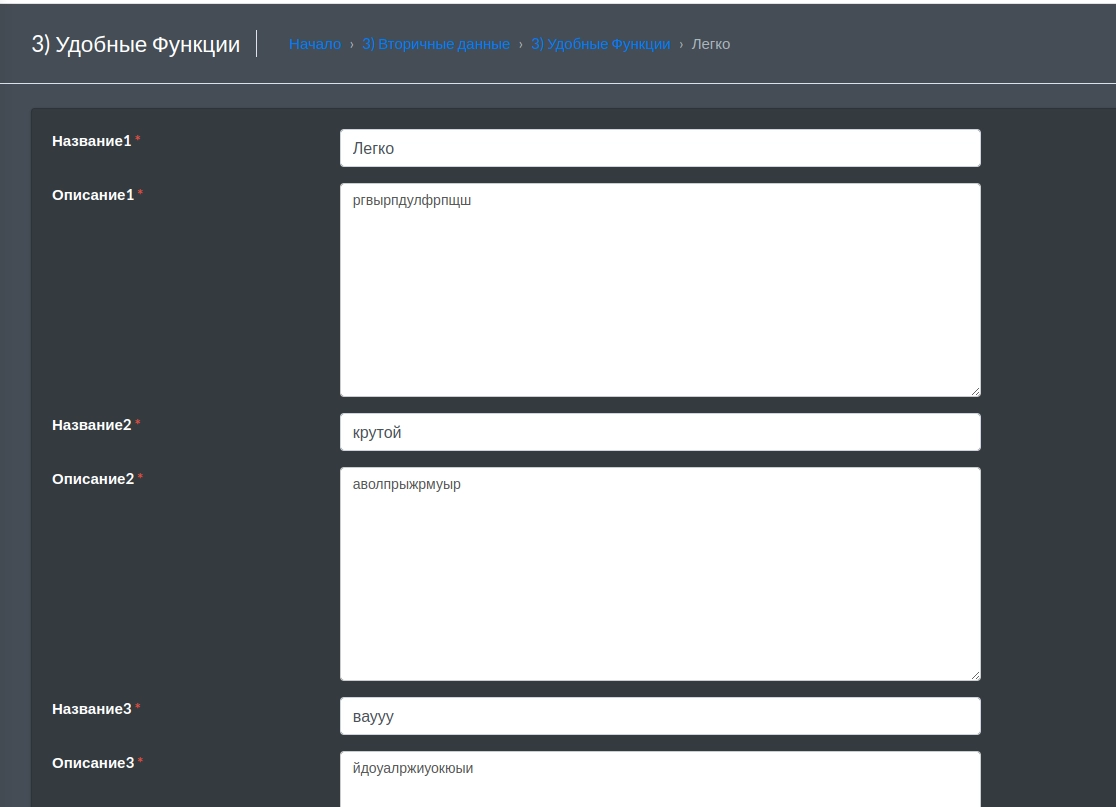 3) Удобные Функции
Начало › 3) Вторичные данные › 3) Удобные Функции › Легко
Название1 *
Легко
Описание1 *
ргвырпдулфрпщш
Название2 *
крутой
Описание2 *
аволпрыжрмуыр
Название3 *
вауyy
Описание3 *
йдоуалржиуокюыи